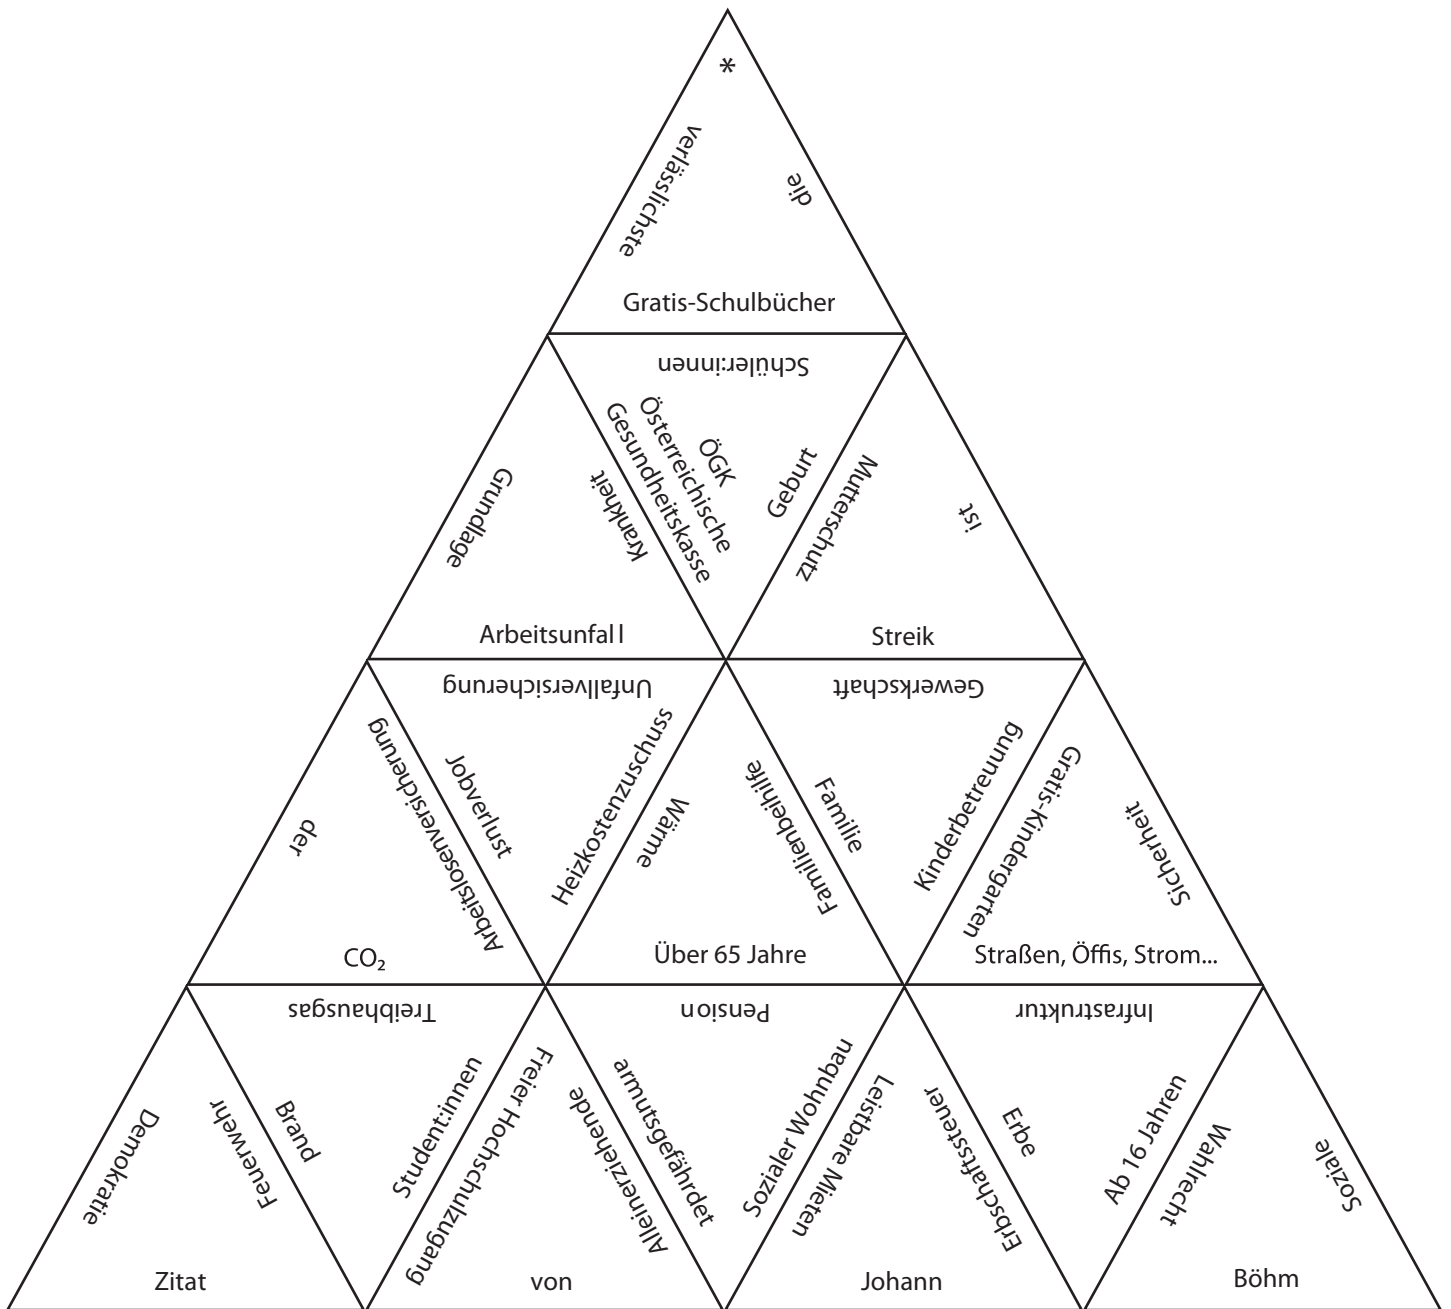 *
verlässlichste
die
Gratis-Schulbücher
Schüler:innen
Grundlage
Krankheit
ÖGK
Österreichische
Gesundheitskasse
Geburt
Mutterschutz
ist
Arbeitsunfall
Streik
Unfallversicherung
Gewerkschaft
der
Arbeitslosenversicherung
Jobverlust
Heizkostenzuschuss
Wärme
Familienbeihilfe
Familie
Kinderbetreuung
Gratis-Kindergarten
Sicherheit
CO₂
Über 65 Jahre
Straßen, Öffis, Strom...
Treibhausgas
Pension
Infrastruktur
Demokratie
Feuerwehr
Brand
Student:innen
Freier Hochschulzugang
Alleinerziehende
armutsgefährdet
Sozialer Wohnbau
Leistbare Mieten
Erbschaftssteuer
Erbe
Ab 16 Jahren
Wahlrecht
Soziale
Zitat
von
Johann
Böhm